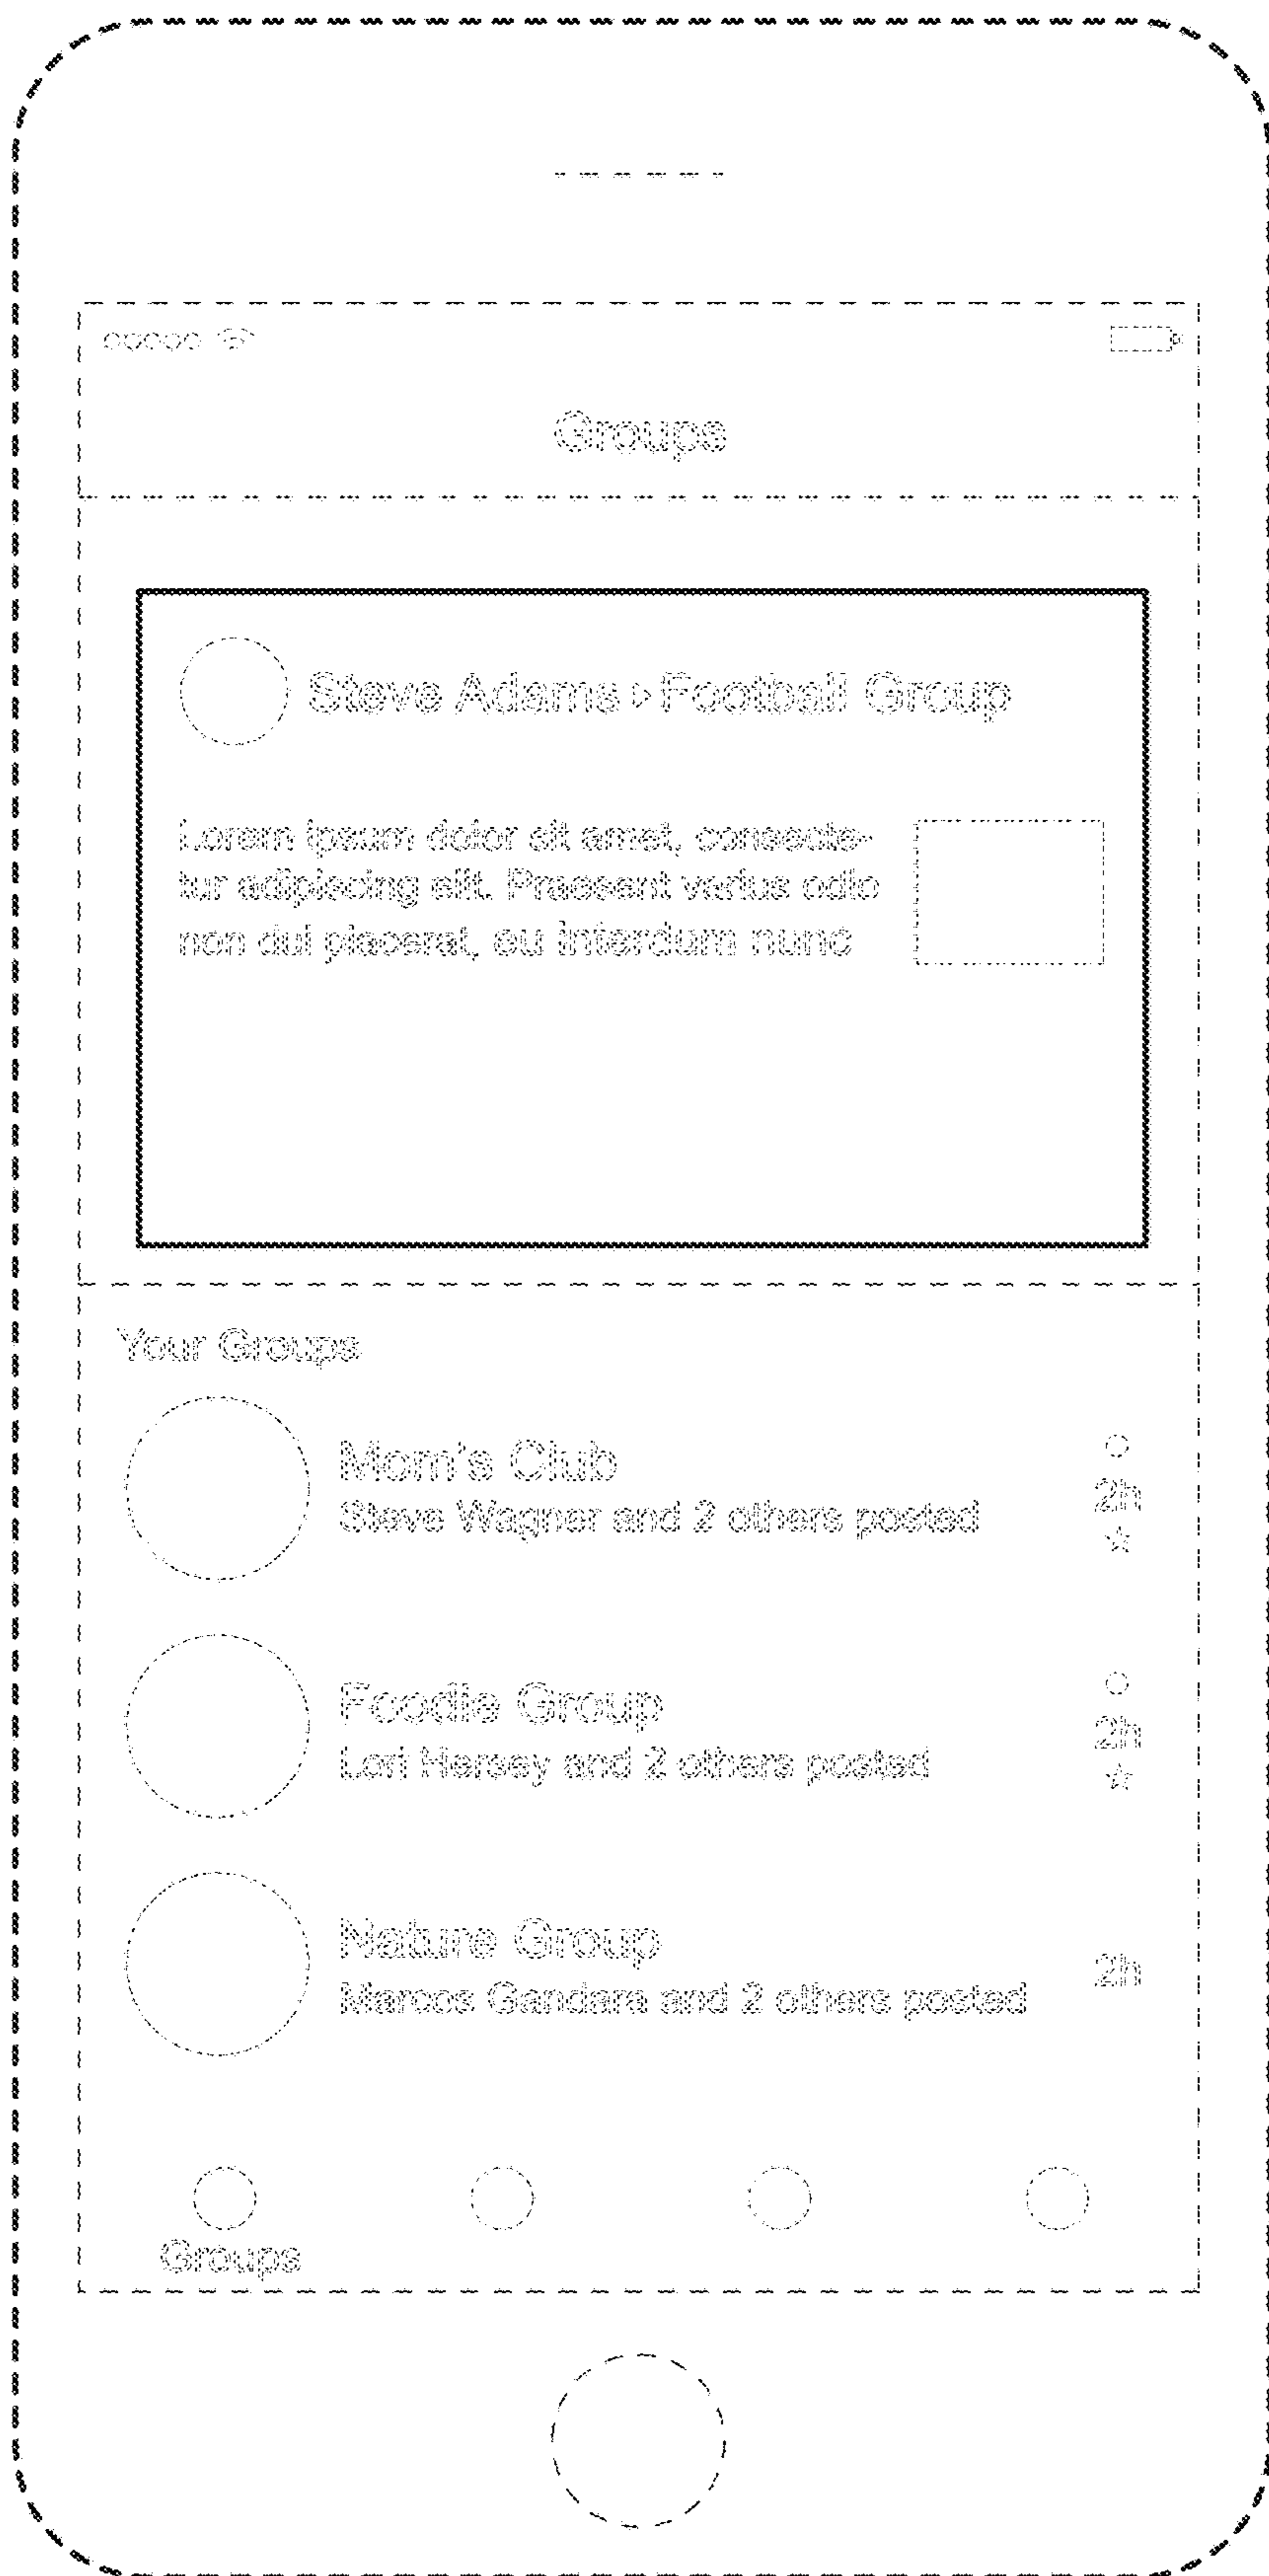 Groups
Steve Adams ▹ Football Group
Lorem ipsum dolor sit amet, consecte-
tur adipiscing elit. Praesent varius odio
non dui placerat, eu interdum nunc
Your Groups
Mom's Club
Steve Wagner and 2 others posted
2h
Foodie Group
Lori Hersey and 2 others posted
2h
Nature Group
Marcos Gandara and 2 others posted
2h
Groups